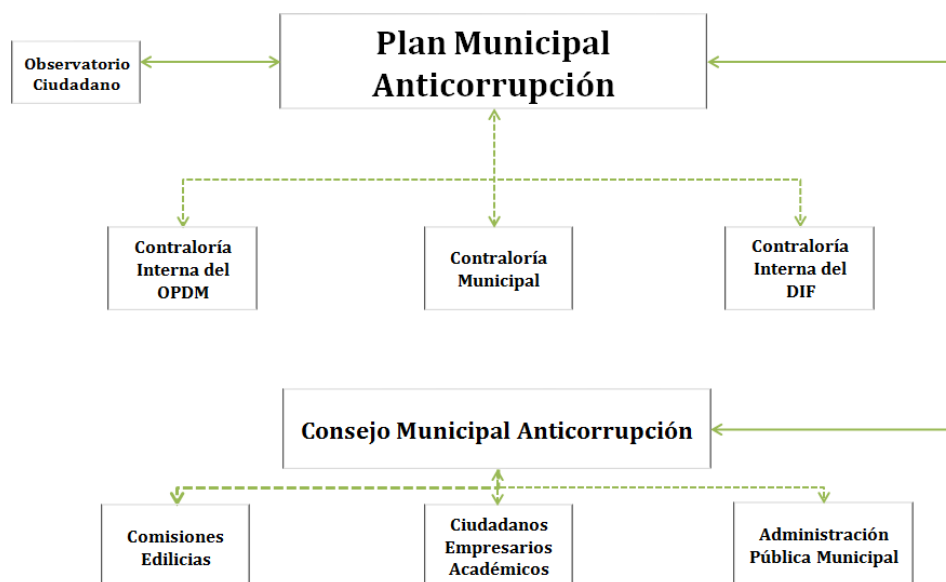 Plan Municipal
Anticorrupción
Observatorio
Ciudadano
Contraloría
Interna del
OPDM
Contraloría
Municipal
Contraloría
Interna del
DIF
Consejo Municipal Anticorrupción
Comisiones
Edilicias
Ciudadanos
Empresarios
Académicos
Administración
Pública Municipal